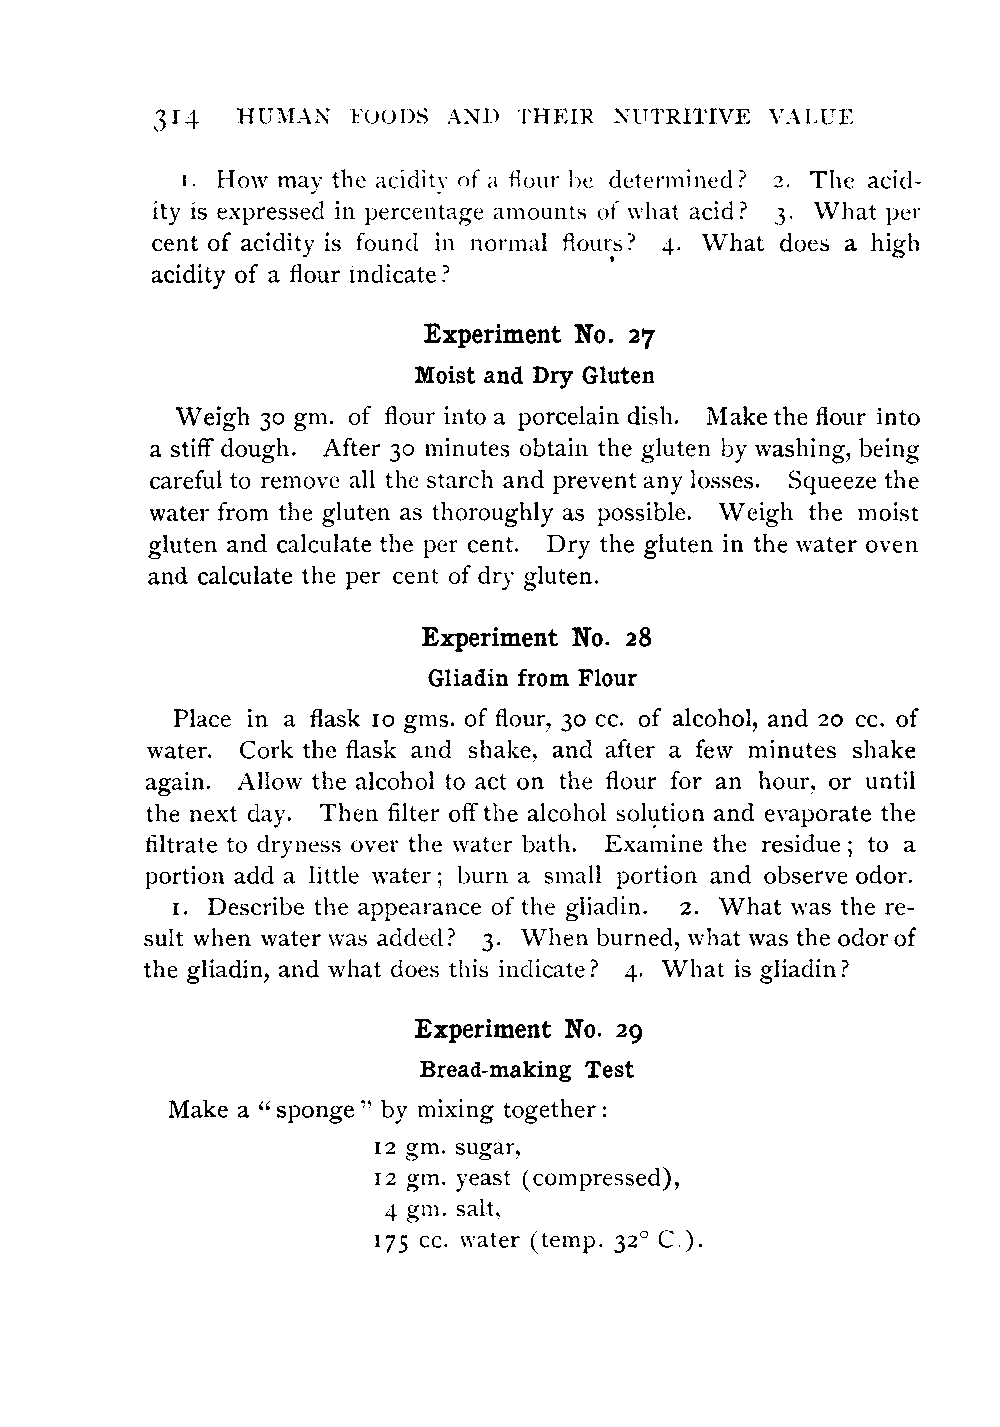 314 HUMAN FOODS AND THEIR NUTRITIVE VALUE
1. How may the acidity of a flour be determined? 2. The acid-
ity is expressed in percentage amounts of what acid? 3. What per
cent of acidity is found in normal flours? 4. What does a high
acidity of a flour indicate?
Experiment No. 27
Moist and Dry Gluten
Weigh 30 gm. of flour into a porcelain dish. Make the flour into
a stiff dough. After 30 minutes obtain the gluten by washing, being
careful to remove all the starch and prevent any losses. Squeeze the
water from the gluten as thoroughly as possible. Weigh the moist
gluten and calculate the per cent. Dry the gluten in the water oven
and calculate the per cent of dry gluten.
Experiment No. 28
Gliadin from Flour
Place in a flask 10 gms. of flour, 30 cc. of alcohol, and 20 cc. of
water. Cork the flask and shake, and after a few minutes shake
again. Allow the alcohol to act on the flour for an hour, or until
the next day. Then filter off the alcohol solution and evaporate the
filtrate to dryness over the water bath. Examine the residue; to a
portion add a little water; burn a small portion and observe odor.
1. Describe the appearance of the gliadin. 2. What was the re-
sult when water was added? 3. When burned, what was the odor of
the gliadin, and what does this indicate? 4. What is gliadin?
Experiment No. 29
Bread-making Test
Make a "sponge" by mixing together:
12 gm. sugar,
12 gm. yeast (compressed),
4 gm. salt,
175 cc. water (temp. 32° C.).